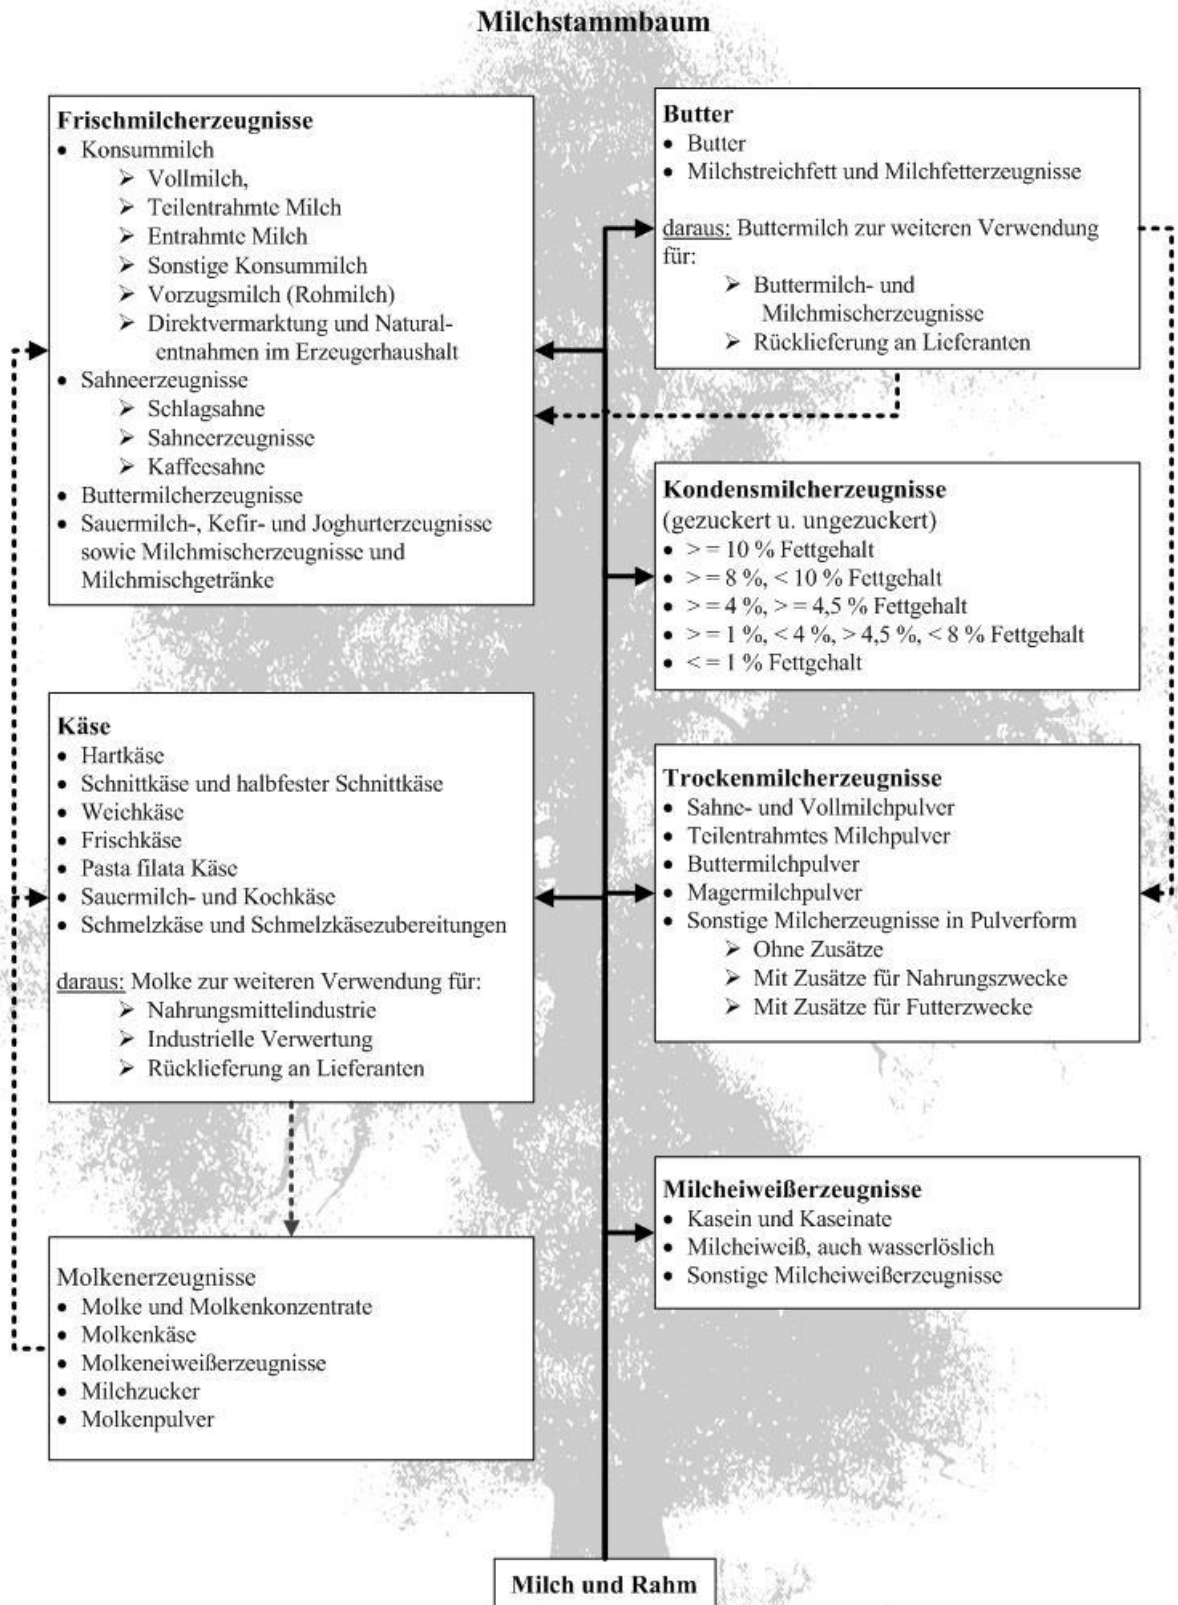 Milchstammbaum
Frischmilcherzeugnisse
• Konsummilch
➢ Vollmilch,
➢ Teilentrahmte Milch
➢ Entrahmte Milch
➢ Sonstige Konsummilch
➢ Vorzugsmilch (Rohmilch)
➢ Direktvermarktung und Natural-
entnahmen im Erzeugerhaushalt
• Sahneerzeugnisse
➢ Schlagsahne
➢ Sahneerzeugnisse
➢ Kaffeesahne
• Buttermilcherzeugnisse
• Sauermilch-, Kefir- und Joghurterzeugnisse
sowie Milchmischerzeugnisse und
Milchmischgetränke
Butter
• Butter
• Milchstreichfett und Milchfetterzeugnisse
daraus: Buttermilch zur weiteren Verwendung
für:
➢ Buttermilch- und
Milchmischerzeugnisse
➢ Rücklieferung an Lieferanten
Kondensmilcherzeugnisse
(gezuckert u. ungezuckert)
• > = 10 % Fettgehalt
• > = 8 %, < 10 % Fettgehalt
• > = 4 %, > = 4,5 % Fettgehalt
• > = 1 %, < 4 %, > 4,5 %, < 8 % Fettgehalt
• < = 1 % Fettgehalt
Käse
• Hartkäse
• Schnittkäse und halbfester Schnittkäse
• Weichkäse
• Frischkäse
• Pasta filata Käse
• Sauermilch- und Kochkäse
• Schmelzkäse und Schmelzkäsezubereitungen
daraus: Molke zur weiteren Verwendung für:
➢ Nahrungsmittelindustrie
➢ Industrielle Verwertung
➢ Rücklieferung an Lieferanten
Trockenmilcherzeugnisse
• Sahne- und Vollmilchpulver
• Teilentrahmtes Milchpulver
• Buttermilchpulver
• Magermilchpulver
• Sonstige Milcherzeugnisse in Pulverform
➢ Ohne Zusätze
➢ Mit Zusätze für Nahrungszwecke
➢ Mit Zusätze für Futterzwecke
Milcheiweißerzeugnisse
• Kasein und Kaseinate
• Milcheiweiß, auch wasserlöslich
• Sonstige Milcheiweißerzeugnisse
Molkenerzeugnisse
• Molke und Molkenkonzentrate
• Molkenkäse
• Molkeneiweißerzeugnisse
• Milchzucker
• Molkenpulver
Milch und Rahm